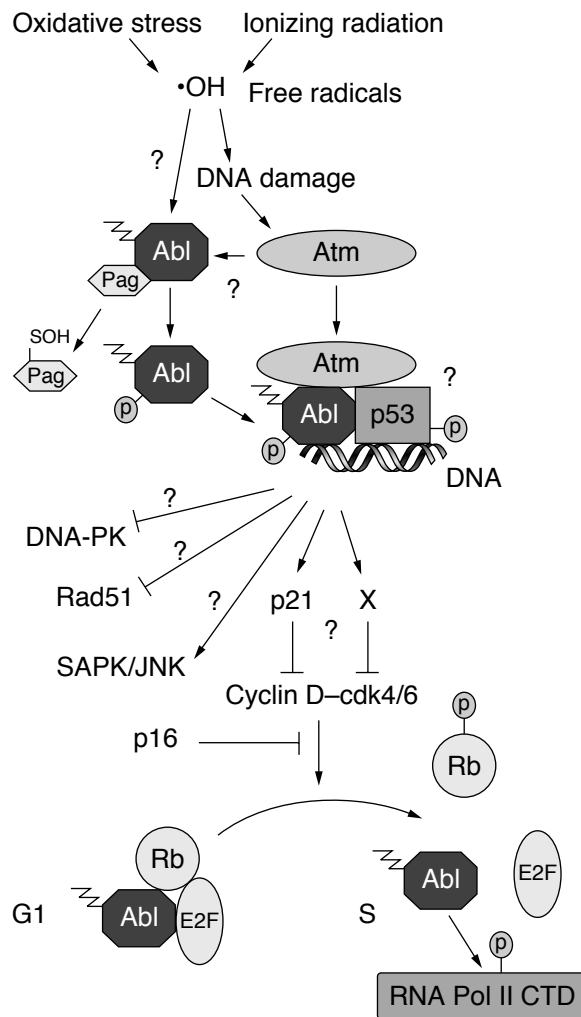 Oxidative stress Ionizing radiation
•OH Free radicals
?
DNA damage
Abl Atm
Pag ?
SOH
Pag
Abl
p
Atm
Abl p53 ?
p p
DNA
?
DNA-PK ?
Rad51 p21 X
? ?
SAPK/JNK
Cyclin D–cdk4/6
p16
p
Rb
Rb
Abl E2F
G1
Abl E2F
S
p
RNA Pol II CTD